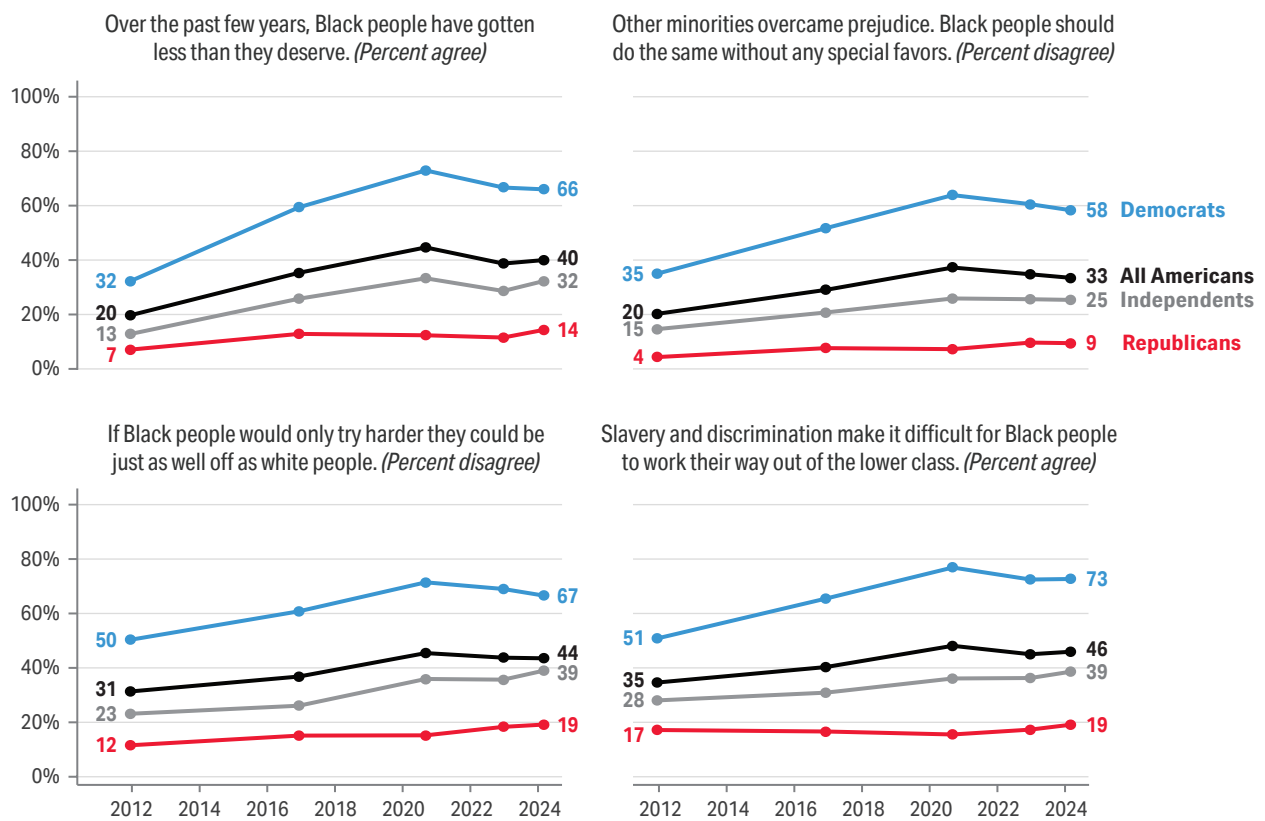 Over the past few years, Black people have gotten
less than they deserve. (Percent agree)
100%
80%
60%
40%
20%
0%
32
20
13
7
66
40
32
14
Other minorities overcame prejudice. Black people should
do the same without any special favors. (Percent disagree)
35
20
15
4
58 Democrats
33 All Americans
25 Independents
9 Republicans
If Black people would only try harder they could be
just as well off as white people. (Percent disagree)
100%
80%
60%
40%
20%
0%
50
31
23
12
67
44
39
19
2012 2014 2016 2018 2020 2022 2024
Slavery and discrimination make it difficult for Black people
to work their way out of the lower class. (Percent agree)
51
35
28
17
73
46
39
19
2012 2014 2016 2018 2020 2022 2024